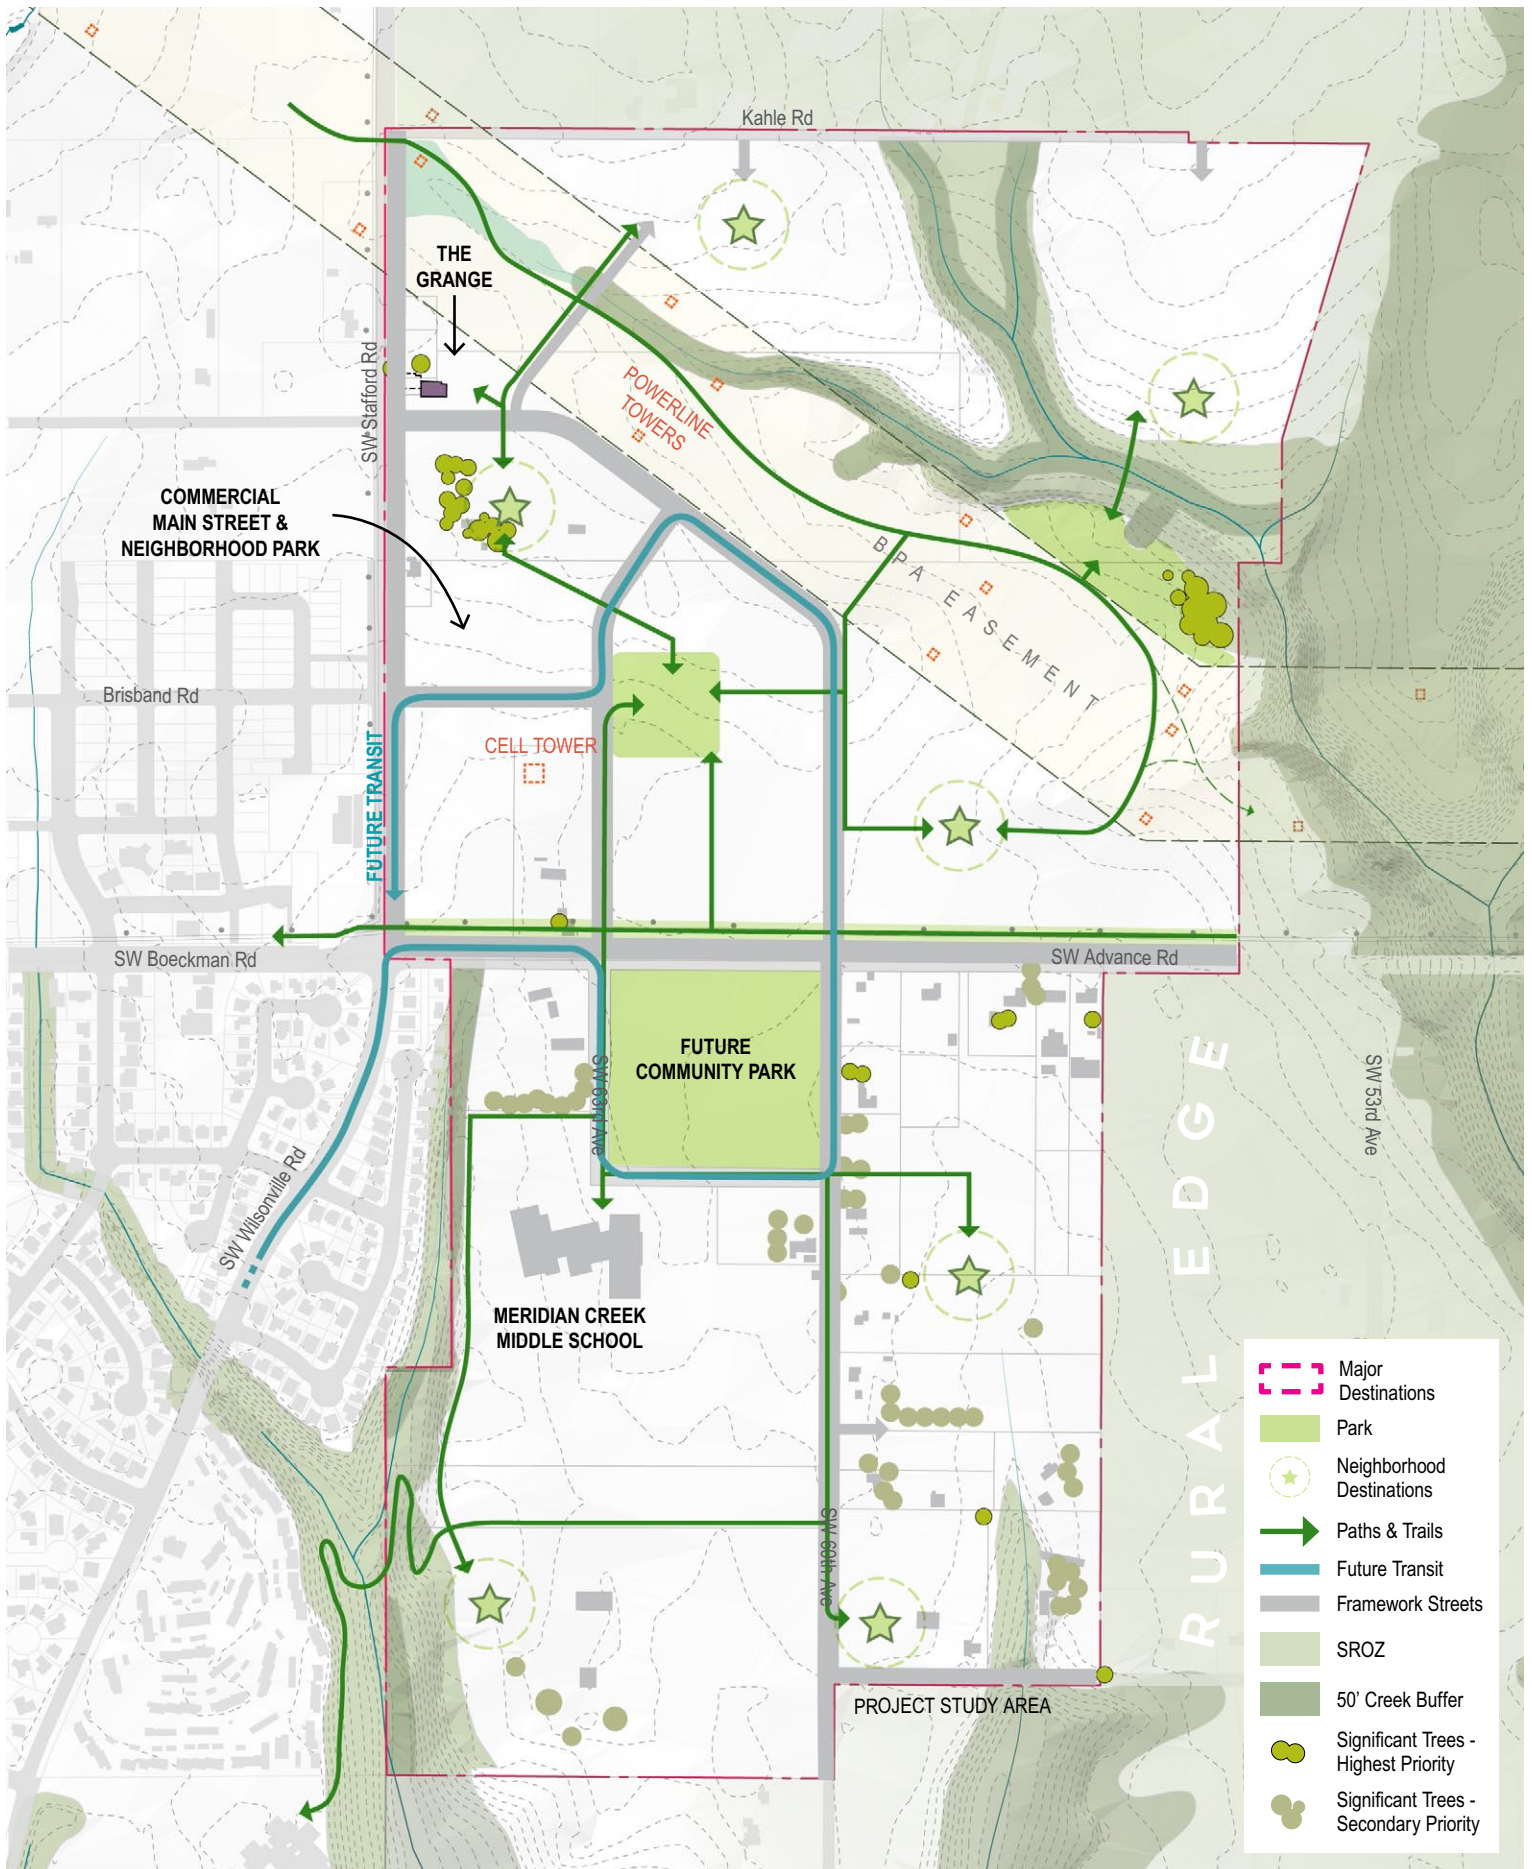 Kahle Rd
THE
GRANGE
SW Stafford Rd
POWERLINE
TOWERS
COMMERCIAL
MAIN STREET &
NEIGHBORHOOD PARK
BPA EASEMENT
Brisband Rd
CELL TOWER
FUTURE TRANSIT
SW Boeckman Rd
SW Advance Rd
FUTURE
COMMUNITY PARK
SW 63rd Ave
SW 53rd Ave
RURAL EDGE
SW Wilsonville Rd
MERIDIAN CREEK
MIDDLE SCHOOL
SW 60th Ave
PROJECT STUDY AREA
Major
Destinations
Park
Neighborhood
Destinations
Paths & Trails
Future Transit
Framework Streets
SROZ
50' Creek Buffer
Significant Trees -
Highest Priority
Significant Trees -
Secondary Priority